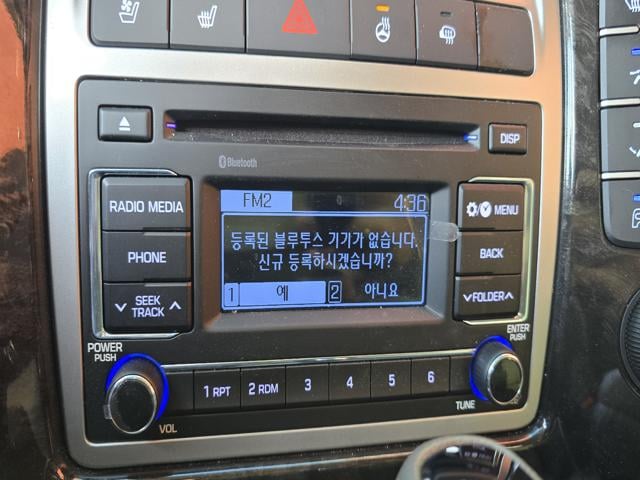 DISP
Bluetooth
FM2 4:36
RADIO MEDIA
MENU
등록된 블루투스 기기가 없습니다.
신규 등록하시겠습니까?
PHONE
BACK
1 예 2 아니요
SEEK
TRACK
FOLDER
POWER
PUSH
ENTER
PUSH
1 RPT 2 RDM 3 4 5 6
VOL
TUNE